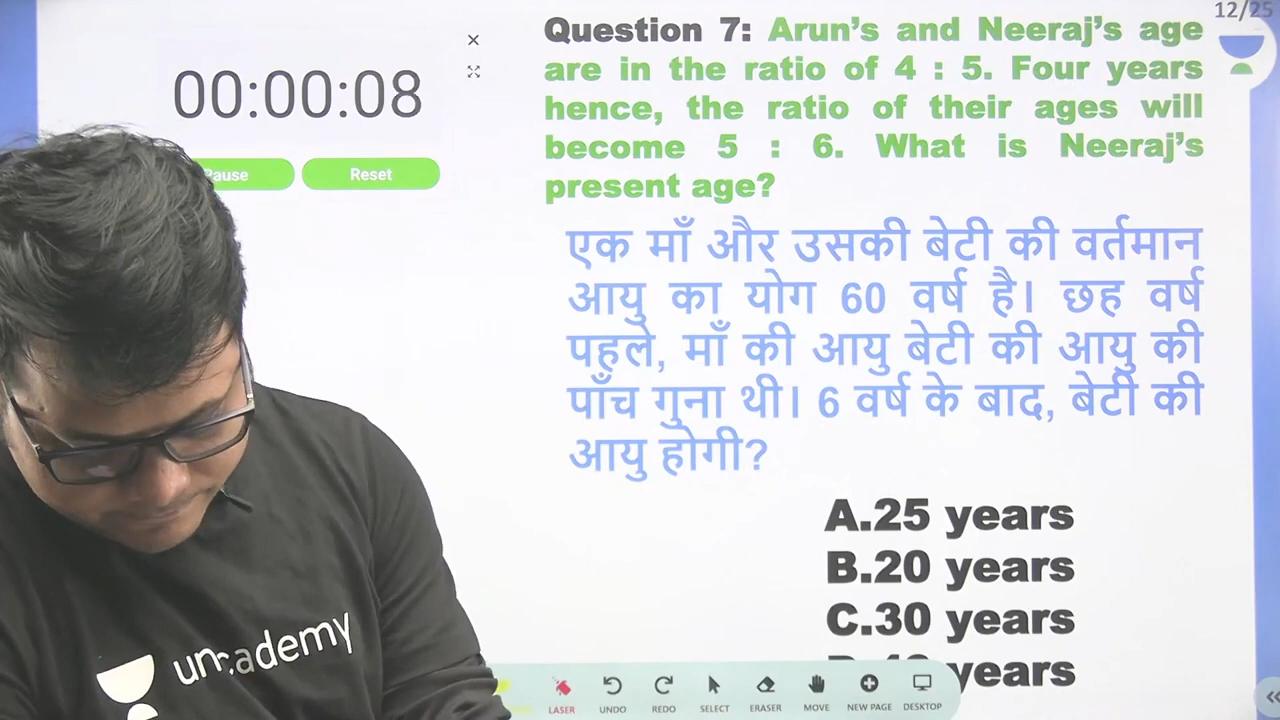 12/25
00:00:08
Reset
Question 7: Arun's and Neeraj's age
are in the ratio of 4 : 5. Four years
hence, the ratio of their ages will
become 5 : 6. What is Neeraj's
present age?
एक माँ और उसकी बेटी की वर्तमान
आयु का योग 60 वर्ष है। छह वर्ष
पहले, माँ की आयु बेटी की आयु की
पाँच गुना थी। 6 वर्ष के बाद, बेटी की
आयु होगी?
A.25 years
B.20 years
C.30 years
years
LASER UNDO REDO SELECT ERASER MOVE NEW PAGE DESKTOP
unacademy